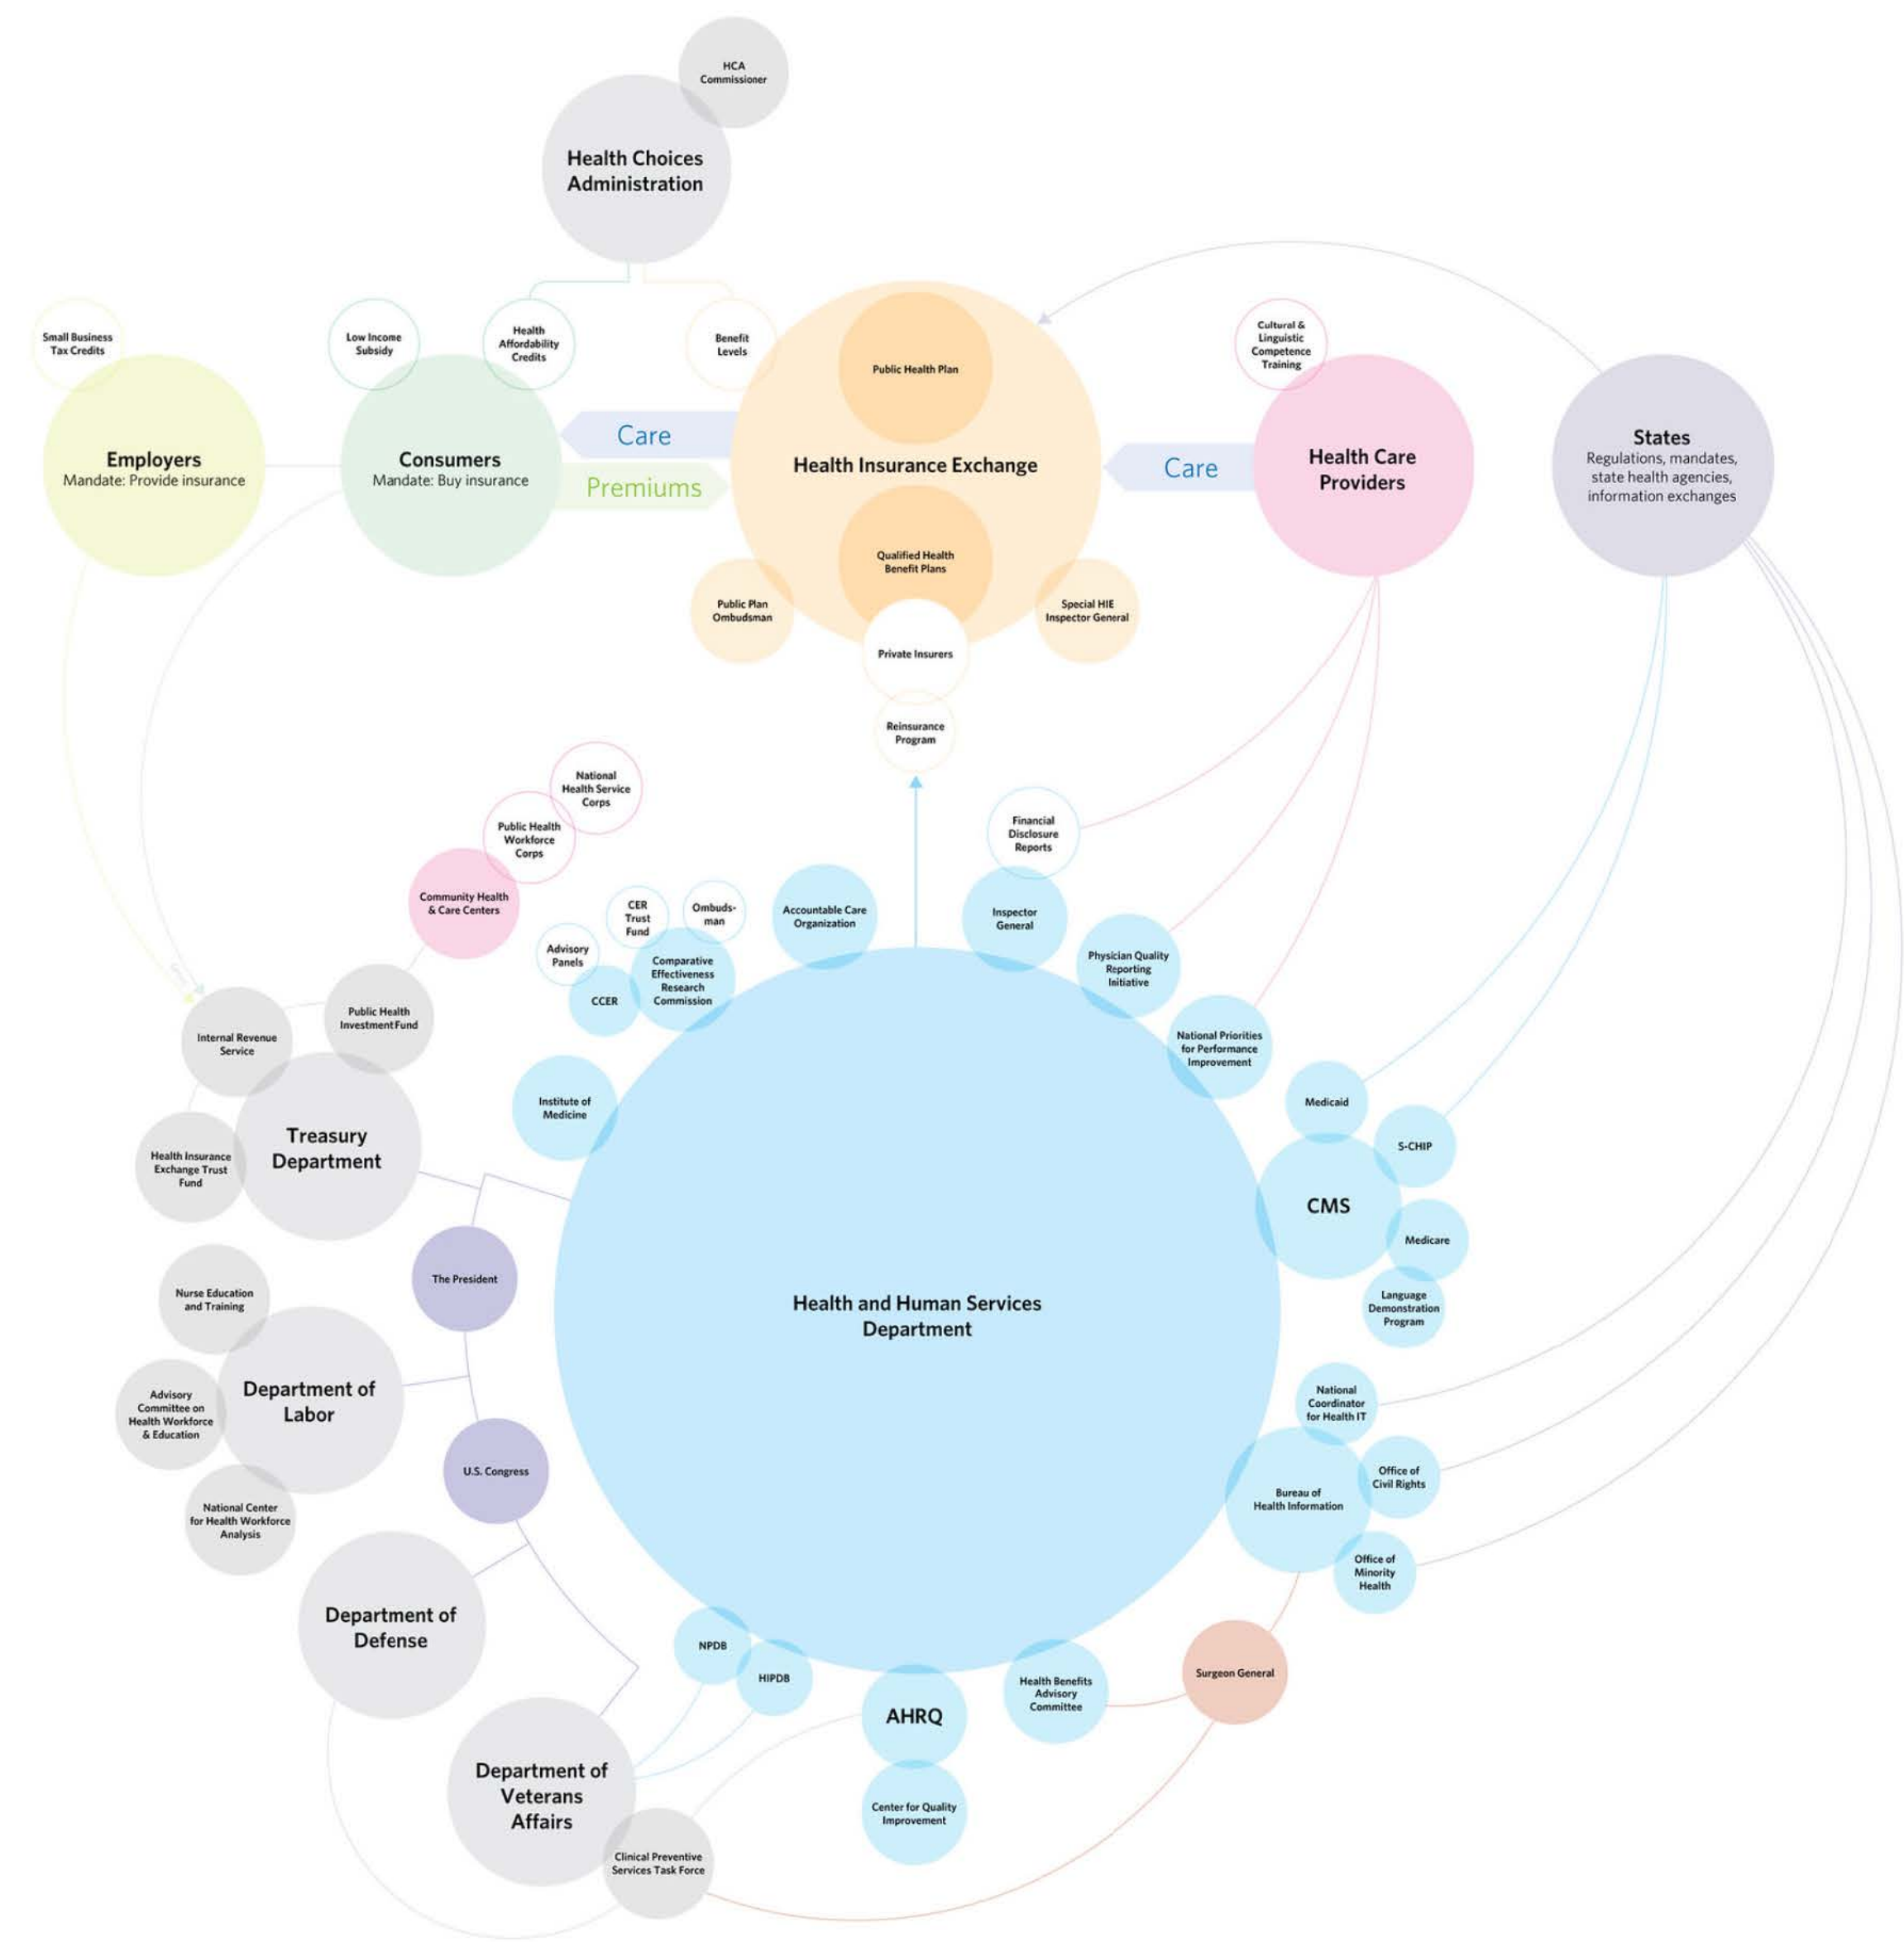 HCA
Commissioner
Health Choices
Administration
Small Business
Tax Credits
Low Income
Subsidy
Health
Affordability
Credits
Benefit
Levels
Public Health Plan
Cultural &
Linguistic
Competence
Training
Employers
Mandate: Provide insurance
Consumers
Mandate: Buy insurance
Care
Premiums
Health Insurance Exchange
Care
Health Care
Providers
States
Regulations, mandates,
state health agencies,
information exchanges
Qualified Health
Benefit Plans
Public Plan
Ombudsman
Special HIE
Inspector General
Private Insurers
Reinsurance
Program
National
Health Service
Corps
Public Health
Workforce
Corps
Community Health
& Care Centers
Financial
Disclosure
Reports
CER
Trust
Fund
Ombuds-
man
Accountable Care
Organization
Inspector
General
Advisory
Panels
CCER
Comparative
Effectiveness
Research
Commission
Physician Quality
Reporting
Initiative
Public Health
Investment Fund
Internal Revenue
Service
National Priorities
for Performance
Improvement
Institute of
Medicine
Medicaid
S-CHIP
Treasury
Department
Health Insurance
Exchange Trust
Fund
CMS
Medicare
The President
Nurse Education
and Training
Language
Demonstration
Program
Health and Human Services
Department
Department of
Labor
Advisory
Committee on
Health Workforce
& Education
National
Coordinator
for Health IT
U.S. Congress
Office of
Civil Rights
Bureau of
Health Information
National Center
for Health Workforce
Analysis
Office of
Minority
Health
Department of
Defense
NPDB
HIPDB
Health Benefits
Advisory
Committee
Surgeon General
AHRQ
Department of
Veterans
Affairs
Center for Quality
Improvement
Clinical Preventive
Services Task Force